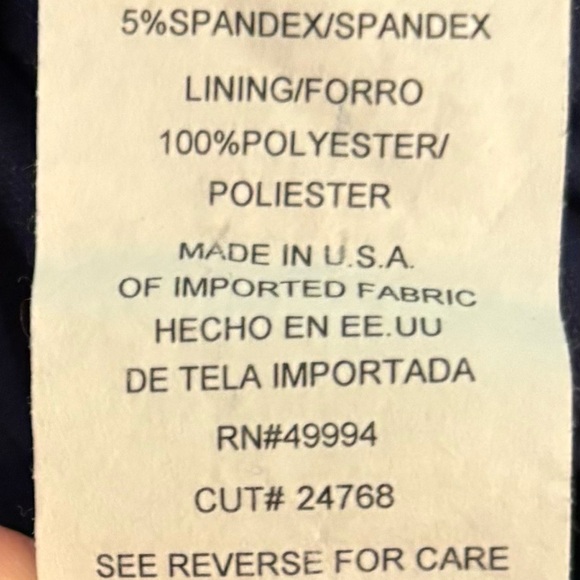 5%SPANDEX/SPANDEX
LINING/FORRO
100%POLYESTER/
POLIESTER
MADE IN U.S.A.
OF IMPORTED FABRIC
HECHO EN EE.UU
DE TELA IMPORTADA
RN#49994
CUT# 24768
SEE REVERSE FOR CARE